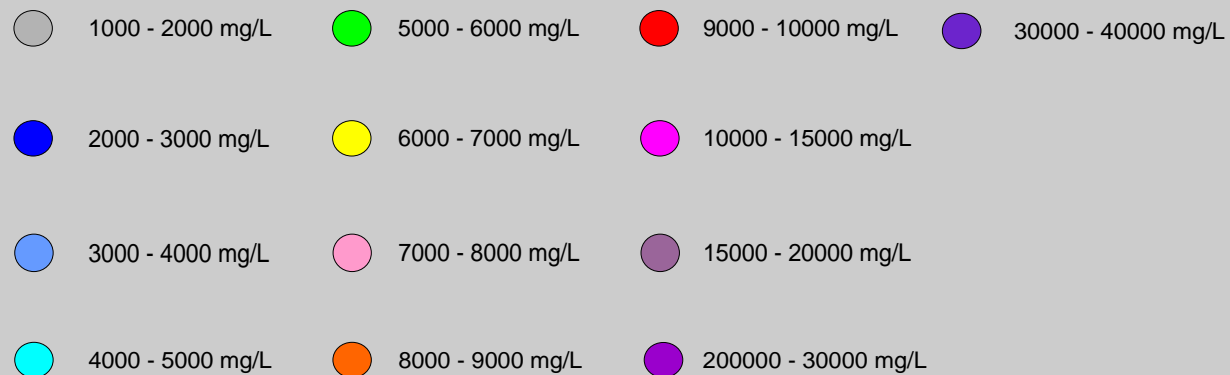 1000 - 2000 mg/L
2000 - 3000 mg/L
3000 - 4000 mg/L
4000 - 5000 mg/L
5000 - 6000 mg/L
6000 - 7000 mg/L
7000 - 8000 mg/L
8000 - 9000 mg/L
9000 - 10000 mg/L
10000 - 15000 mg/L
15000 - 20000 mg/L
200000 - 30000 mg/L
30000 - 40000 mg/L